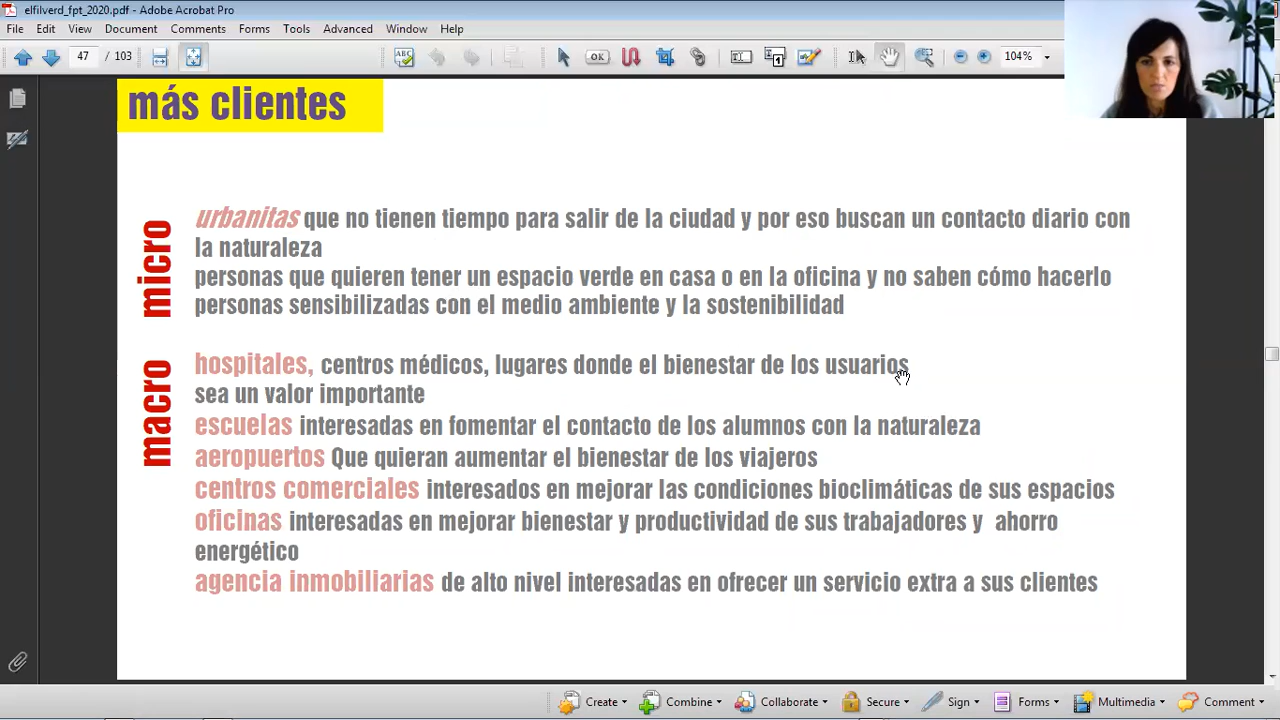 elfilverd_fpt_2020.pdf - Adobe Acrobat Pro
File Edit View Document Comments Forms Tools Advanced Window Help
47 / 103 OK 104%
más clientes
micro
urbanitas que no tienen tiempo para salir de la ciudad y por eso buscan un contacto diario con
la naturaleza
personas que quieren tener un espacio verde en casa o en la oficina y no saben cómo hacerlo
personas sensibilizadas con el medio ambiente y la sostenibilidad
macro
hospitales, centros médicos, lugares donde el bienestar de los usuarios
sea un valor importante
escuelas interesadas en fomentar el contacto de los alumnos con la naturaleza
aeropuertos Que quieran aumentar el bienestar de los viajeros
centros comerciales interesados en mejorar las condiciones bioclimáticas de sus espacios
oficinas interesadas en mejorar bienestar y productividad de sus trabajadores y ahorro
energético
agencia inmobiliarias de alto nivel interesadas en ofrecer un servicio extra a sus clientes
Create Combine Collaborate Secure Sign Forms Multimedia Comment